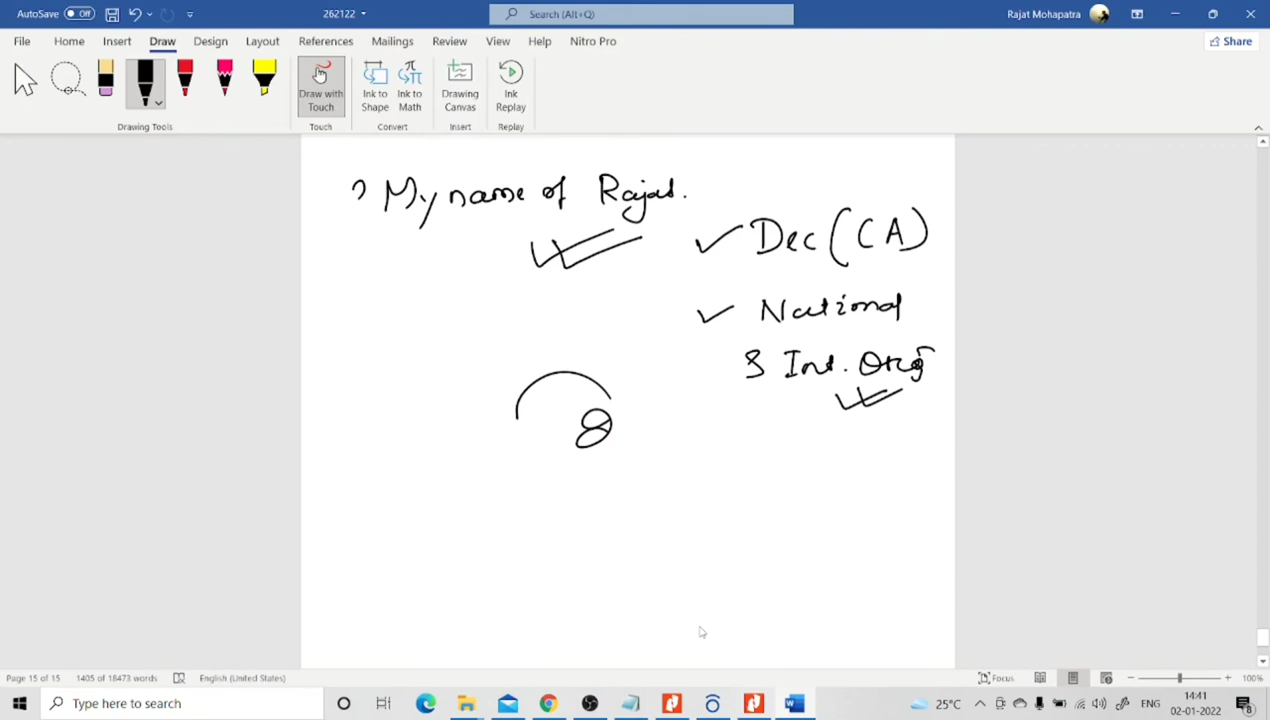 AutoSave Off 262122 Search (Alt+Q) Rajat Mohapatra
File Home Insert Draw Design Layout References Mailings Review View Help Nitro Pro Share
Draw with Touch
Ink to Shape
Ink to Math
Drawing Canvas
Ink Replay
Drawing Tools Touch Convert Insert Replay
My name of Rajat.
Dec (CA)
National
& Int. Org
8
Page 15 of 15 1405 of 18473 words English (United States) Focus 100%
Type here to search 25°C ENG 14:41 02-01-2022 8